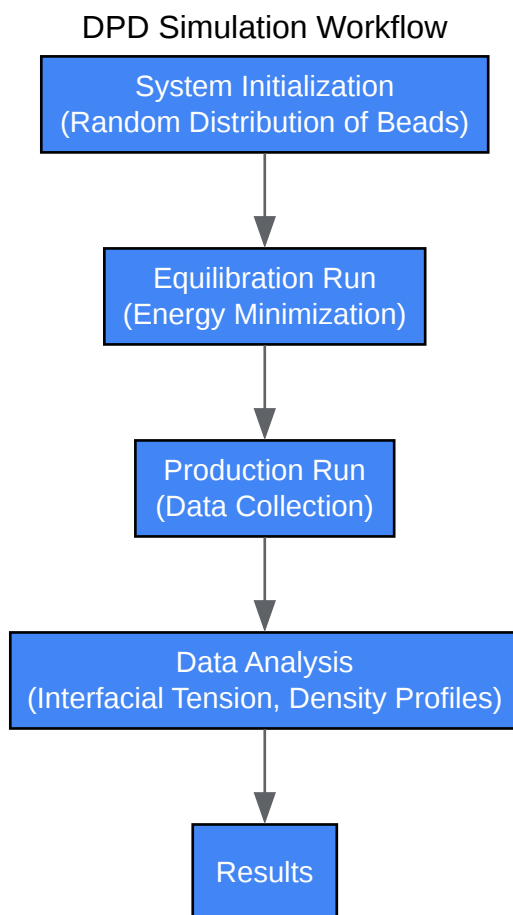 DPD Simulation Workflow
System Initialization
(Random Distribution of Beads)
Equilibration Run
(Energy Minimization)
Production Run
(Data Collection)
Data Analysis
(Interfacial Tension, Density Profiles)
Results